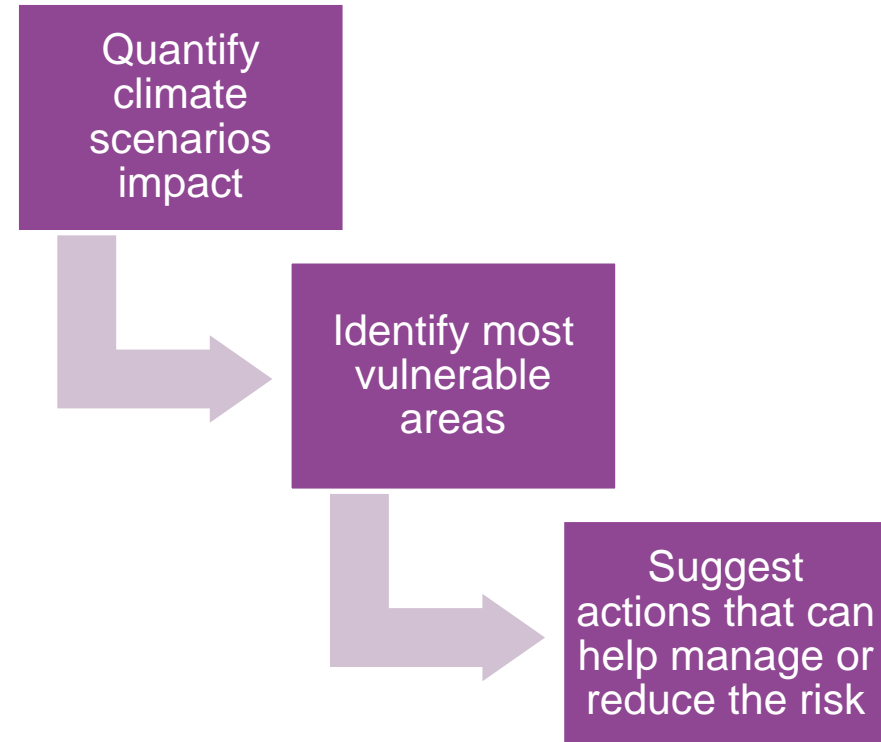 Quantify
climate
scenarios
impact
Identify most
vulnerable
areas
Suggest
actions that can
help manage or
reduce the risk